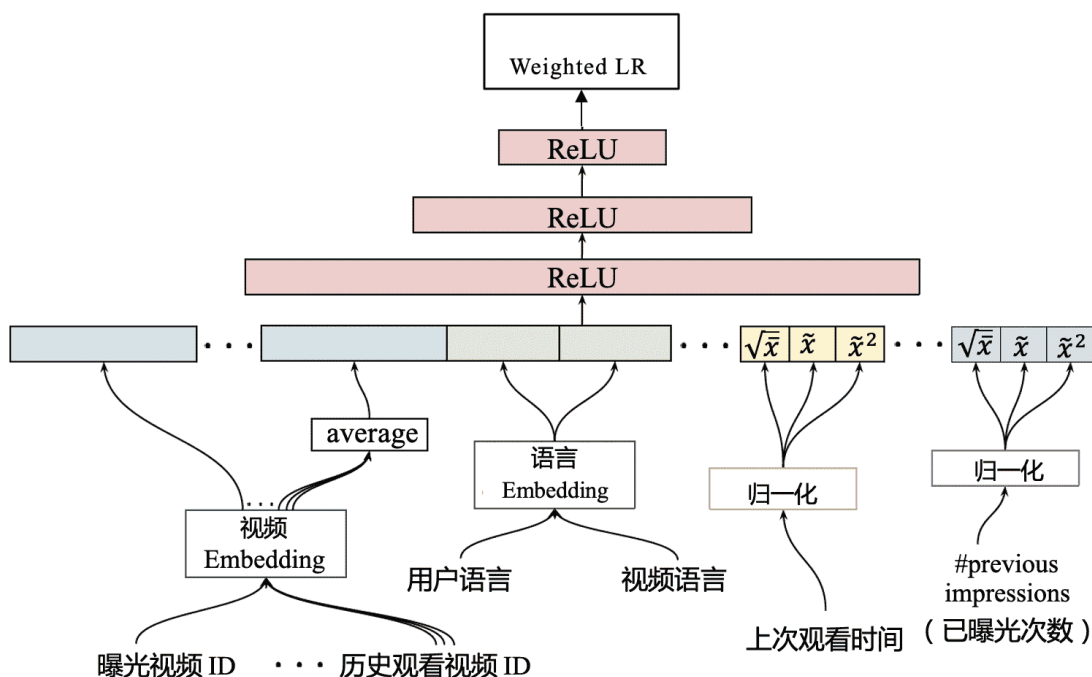 Weighted LR
ReLU
ReLU
ReLU
· · ·
· · ·
√x̄ x̃ x̃²
· · ·
√x̄ x̃ x̃²
average
语言
Embedding
归一化
归一化
· · ·
视频
Embedding
用户语言
视频语言
#previous
impressions
(已曝光次数)
上次观看时间
曝光视频 ID
· · ·
历史观看视频 ID